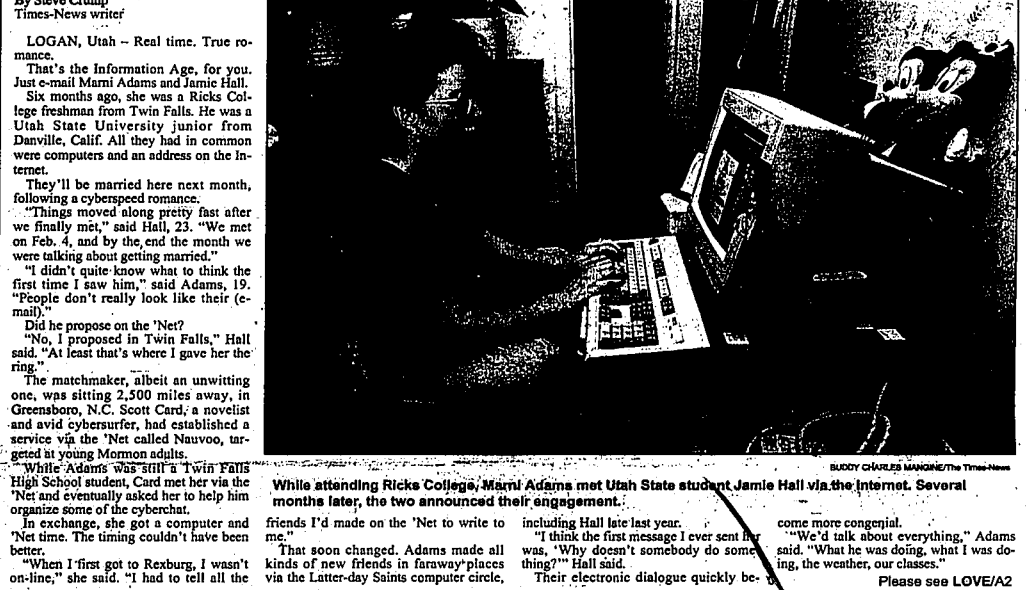 By Steve Crump
Times-News writer
LOGAN, Utah – Real time. True ro-
mance.
That's the Information Age, for you.
Just e-mail Marni Adams and Jamie Hall.
Six months ago, she was a Ricks Col-
lege freshman from Twin Falls. He was a
Utah State University junior from
Danville, Calif. All they had in common
were computers and an address on the In-
ternet.
They'll be married here next month,
following a cyberspeed romance.
"Things moved along pretty fast after
we finally met," said Hall, 23. "We met
on Feb. 4, and by the end the month we
were talking about getting married."
"I didn't quite know what to think the
first time I saw him," said Adams, 19.
"People don't really look like their (e-
mail)."
Did he propose on the 'Net?
"No, I proposed in Twin Falls," Hall
said. "At least that's where I gave her the
ring."
The matchmaker, albeit an unwitting
one, was sitting 2,500 miles away, in
Greensboro, N.C. Scott Card, a novelist
and avid cybersurfer, had established a
service via the 'Net called Nauvoo, tar-
geted at young Mormon adults.
While Adams was still a Twin Falls
High School student, Card met her via the
'Net and eventually asked her to help him
organize some of the cyberchat.
In exchange, she got a computer and
'Net time. The timing couldn't have been
better.
"When I first got to Rexburg, I wasn't
on-line," she said. "I had to tell all the
BUDDY CHARLES MANGINE/The Times-News
While attending Ricks College, Marni Adams met Utah State student Jamie Hall via the Internet. Several
months later, the two announced their engagement.
friends I'd made on the 'Net to write to
me."
That soon changed. Adams made all
kinds of new friends in faraway places
via the Latter-day Saints computer circle,
including Hall late last year.
"I think the first message I ever sent her
was, 'Why doesn't somebody do some-
thing?'" Hall said.
Their electronic dialogue quickly be-
come more congenial.
"We'd talk about everything," Adams
said. "What he was doing, what I was do-
ing, the weather, our classes."
Please see LOVE/A2